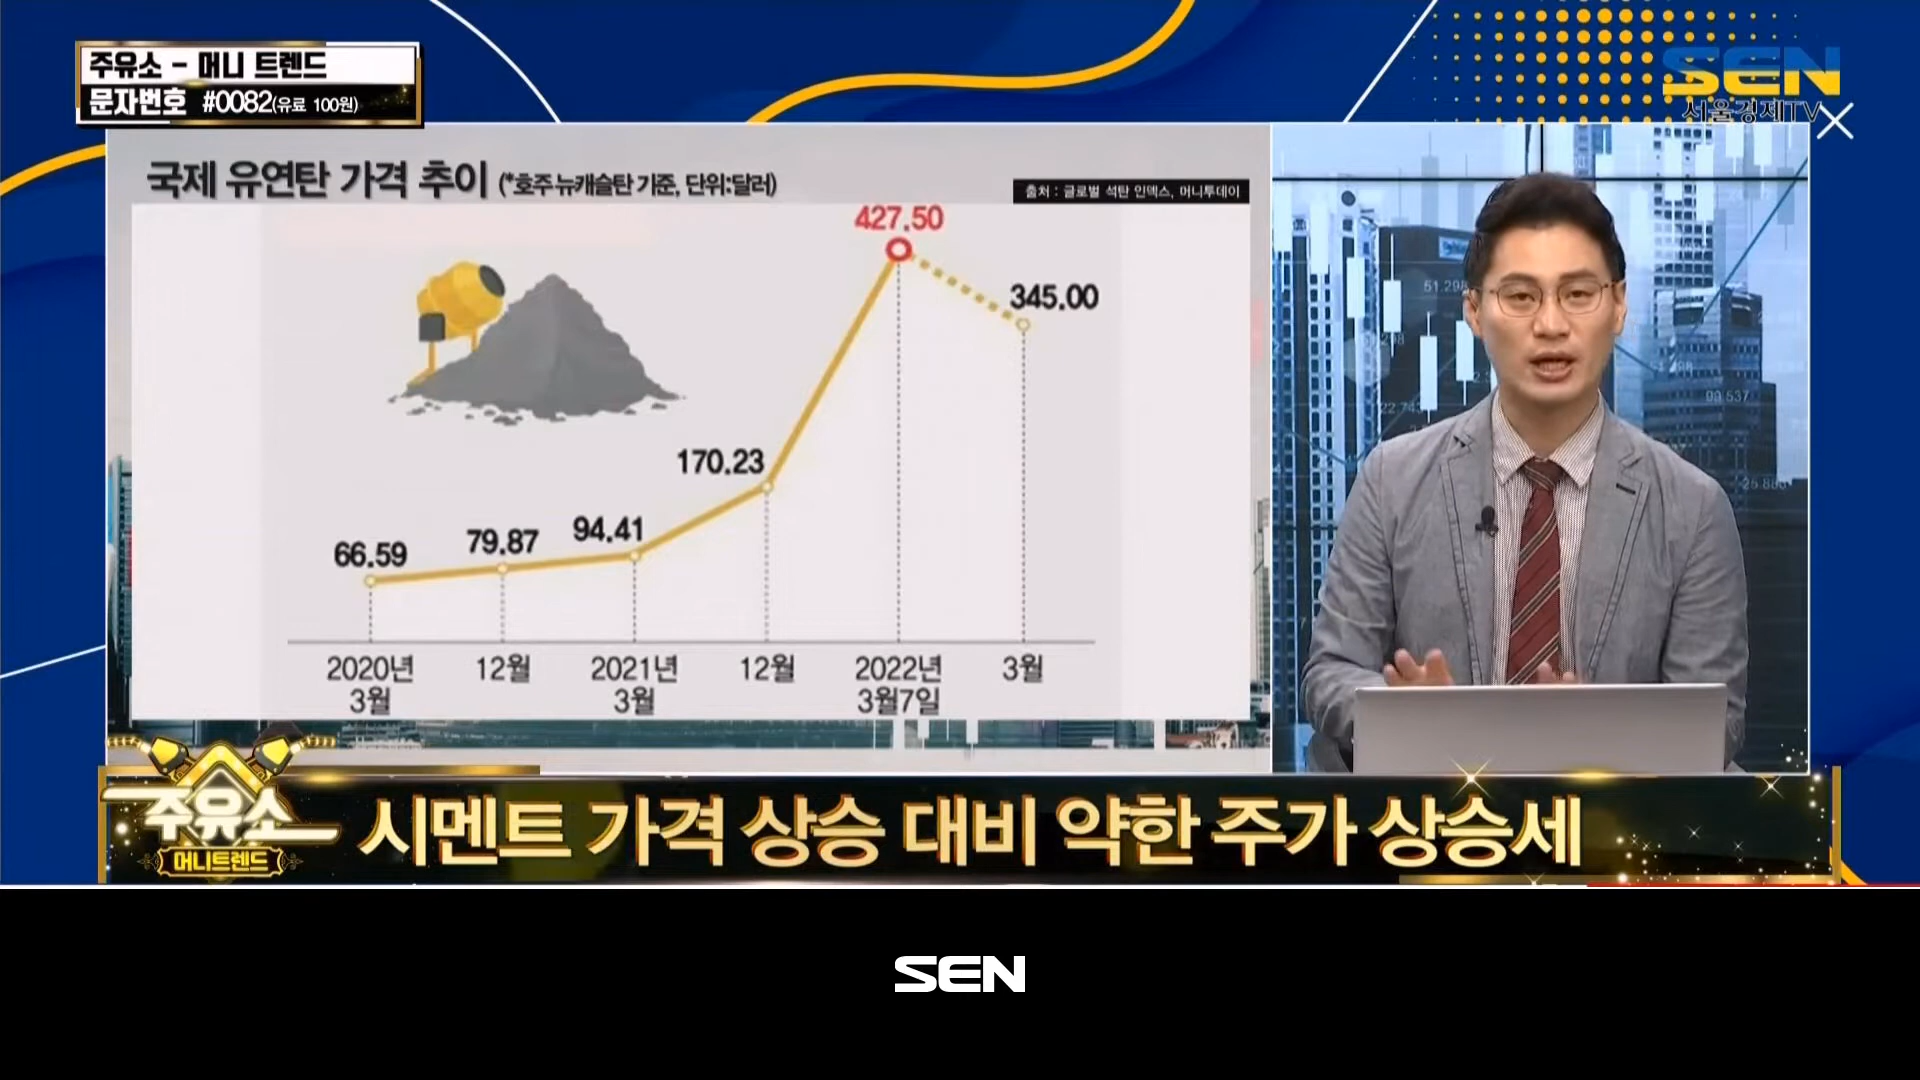 주유소 - 머니 트렌드
문자번호 #0082(유료 100원)
SEN
서울경제TV
국제 유연탄 가격 추이 (*호주 뉴캐슬탄 기준, 단위:달러)
출처 : 글로벌 석탄 인덱스, 머니투데이
427.50
345.00
170.23
94.41
79.87
66.59
2020년
3월
12월
2021년
3월
12월
2022년
3월7일
3월
51.298
22.743
99.537
주유소
머니트렌드
시멘트 가격 상승 대비 약한 주가 상승세
SEN